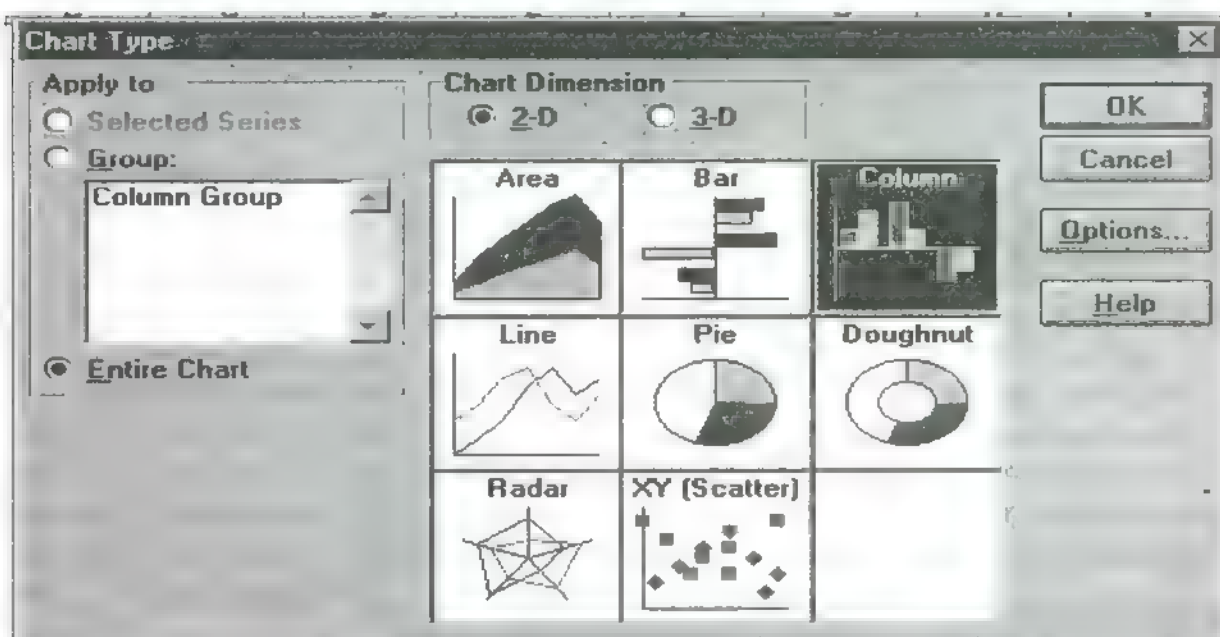 Chart Type
Apply to
Selected Series
Group:
Column Group
Entire Chart
Chart Dimension
2-D
3-D
Area
Bar
Column
Line
Pie
Doughnut
Radar
XY (Scatter)
OK
Cancel
Options...
Help